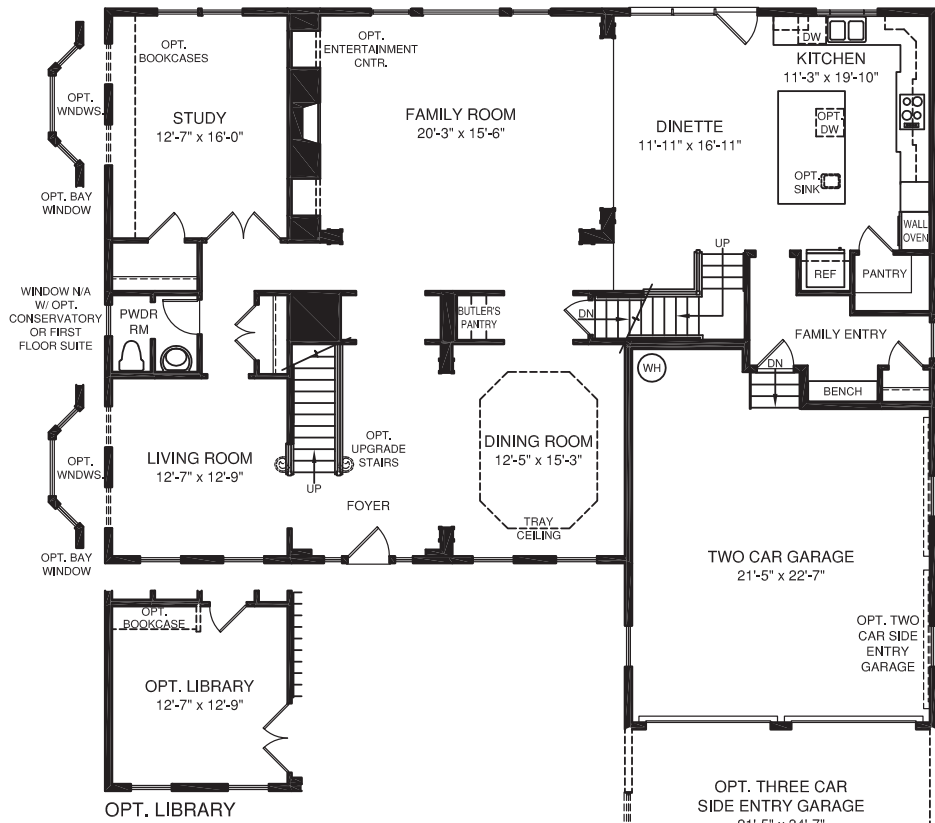 OPT.
BOOKCASES
OPT.
ENTERTAINMENT
CNTR.
DW
KITCHEN
11'-3" x 19'-10"
OPT.
WNDWS.
STUDY
12'-7" x 16'-0"
FAMILY ROOM
20'-3" x 15'-6"
DINETTE
11'-11" x 16'-11"
OPT.
DW
OPT.
SINK
OPT. BAY
WINDOW
WALL
OVEN
UP
REF
PANTRY
WINDOW N/A
W/ OPT.
CONSERVATORY
OR FIRST
FLOOR SUITE
PWDR
RM
BUTLER'S
PANTRY
DN
FAMILY ENTRY
WH
DN
BENCH
OPT.
WNDWS.
LIVING ROOM
12'-7" x 12'-9"
OPT.
UPGRADE
STAIRS
DINING ROOM
12'-5" x 15'-3"
UP
FOYER
TRAY
CEILING
OPT. BAY
WINDOW
TWO CAR GARAGE
21'-5" x 22'-7"
OPT.
BOOKCASE
OPT. TWO
CAR SIDE
ENTRY
GARAGE
OPT. LIBRARY
12'-7" x 12'-9"
OPT. LIBRARY
OPT. THREE CAR
SIDE ENTRY GARAGE
21'-5" x 34'-7"